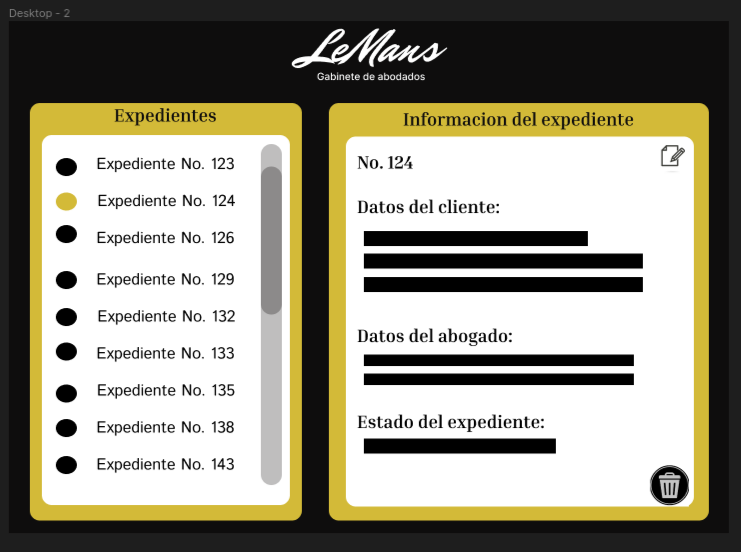 Desktop - 2
LeMans
Gabinete de abodados
Expedientes
Expediente No. 123
Expediente No. 124
Expediente No. 126
Expediente No. 129
Expediente No. 132
Expediente No. 133
Expediente No. 135
Expediente No. 138
Expediente No. 143
Informacion del expediente
No. 124
Datos del cliente:
Datos del abogado:
Estado del expediente: